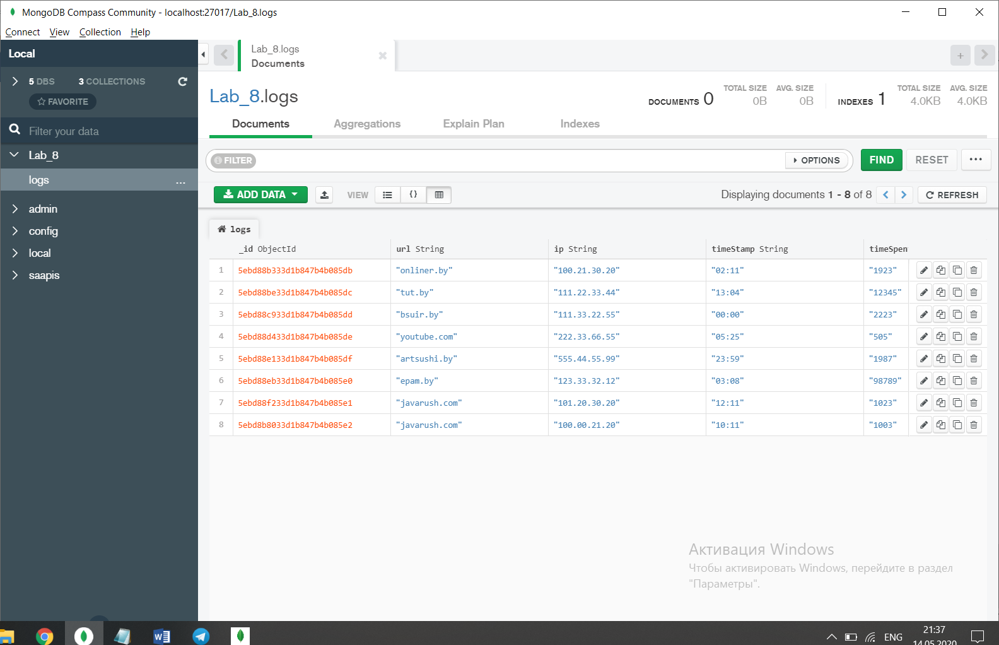 MongoDB Compass Community - localhost:27017/Lab_8.logs
Connect View Collection Help
Local
5 DBS 3 COLLECTIONS
FAVORITE
Filter your data
Lab_8
logs ...
admin
config
local
saapis
Lab_8.logs
Documents
Lab_8.logs
DOCUMENTS 0 TOTAL SIZE 0B AVG. SIZE 0B INDEXES 1 TOTAL SIZE 4.0KB AVG. SIZE 4.0KB
Documents Aggregations Explain Plan Indexes
FILTER OPTIONS FIND RESET ...
ADD DATA VIEW {} Displaying documents 1 - 8 of 8 REFRESH
logs
_id ObjectId url String ip String timeStamp String timeSpen
1 5ebd88b333d1b847b4b085db "onliner.by" "100.21.30.20" "02:11" "1923"
2 5ebd88be33d1b847b4b085dc "tut.by" "111.22.33.44" "13:04" "12345"
3 5ebd88c933d1b847b4b085dd "bsuir.by" "111.33.22.55" "00:00" "2223"
4 5ebd88d433d1b847b4b085de "youtube.com" "222.33.66.55" "05:25" "505"
5 5ebd88e133d1b847b4b085df "artsushi.by" "555.44.55.99" "23:59" "1987"
6 5ebd88eb33d1b847b4b085e0 "epam.by" "123.33.32.12" "03:08" "98789"
7 5ebd88f233d1b847b4b085e1 "javarush.com" "101.20.30.20" "12:11" "1023"
8 5ebd8b8033d1b847b4b085e2 "javarush.com" "100.00.21.20" "10:11" "1003"
Активация Windows
Чтобы активировать Windows, перейдите в раздел
"Параметры".
ENG 21:37
14.05.2020